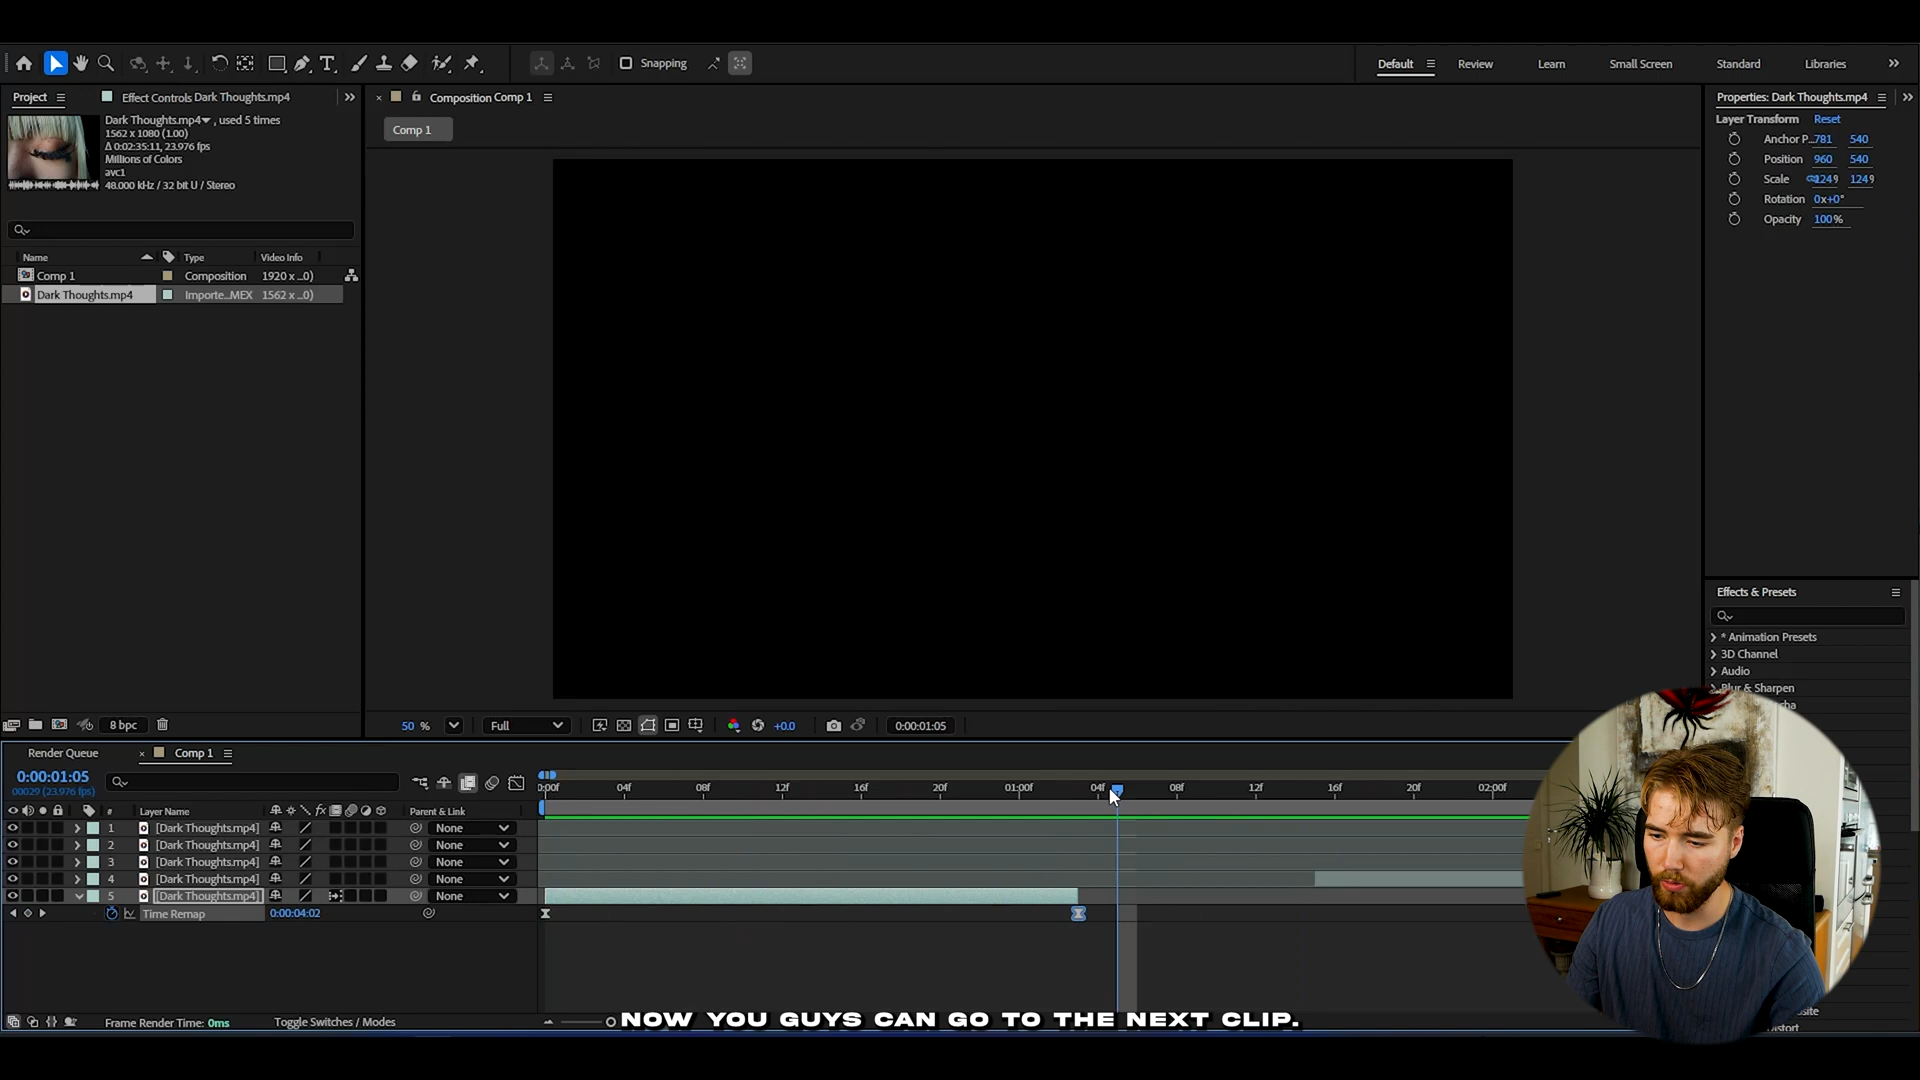 Snapping
Default
Review
Learn
Small Screen
Standard
Libraries
Project
Effect Controls Dark Thoughts.mp4
Composition Comp 1
Properties: Dark Thoughts.mp4
Dark Thoughts.mp4 , used 5 times
1562 x 1080 (1.00)
Δ 0:02:35:11, 23.976 fps
Millions of Colors
avc1
48.000 kHz / 32 bit U / Stereo
Comp 1
Layer Transform Reset
Anchor P... 781 540
Position 960 540
Scale 124.9 124.9
Rotation 0x+0°
Opacity 100%
Name Type Video Info
Comp 1 Composition 1920 x ...0)
Dark Thoughts.mp4 Importe...MEX 1562 x ...0)
Effects & Presets
* Animation Presets
3D Channel
Audio
Blur & Sharpen
8 bpc
50 %
Full
+0.0
0:00:01:05
Render Queue
Comp 1
0:00:01:05
00029 (23.976 fps)
0:00f 04f 08f 12f 16f 20f 01:00f 04f 08f 12f 16f 20f 02:00f
# Layer Name fx Parent & Link
1 [Dark Thoughts.mp4] None
2 [Dark Thoughts.mp4] None
3 [Dark Thoughts.mp4] None
4 [Dark Thoughts.mp4] None
5 [Dark Thoughts.mp4] None
Time Remap 0:00:04:02
Frame Render Time: 0ms
Toggle Switches / Modes
NOW YOU GUYS CAN GO TO THE NEXT CLIP.